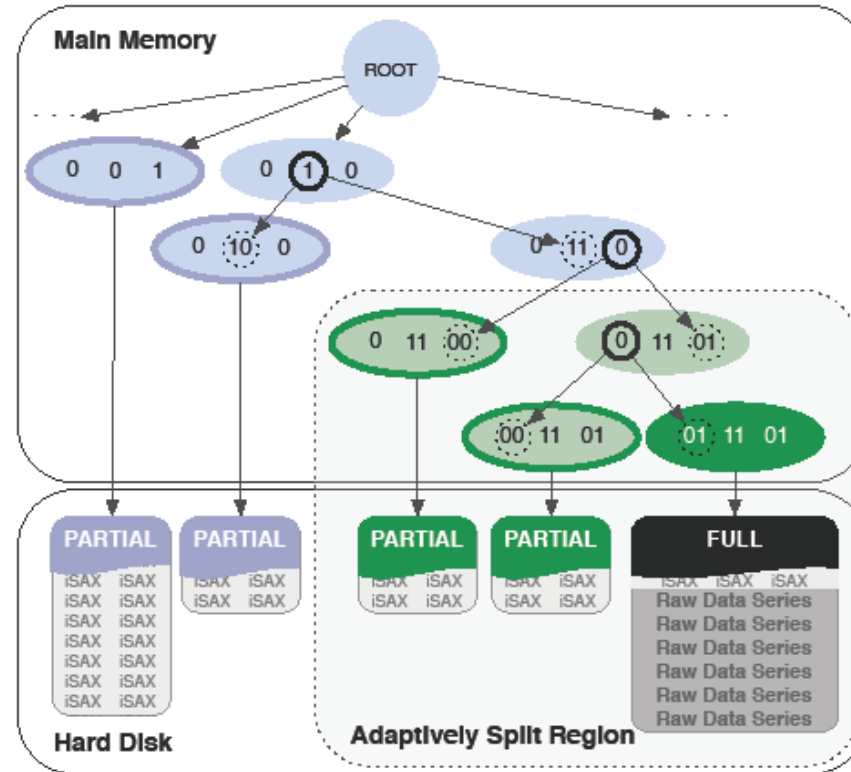 Main Memory
ROOT
. . . . . .
0 0 1 0 1 0
0 10 0 0 11 0
0 11 00 0 11 01
00 11 01 01 11 01
PARTIAL PARTIAL PARTIAL PARTIAL FULL
iSAX iSAX iSAX iSAX iSAX iSAX iSAX iSAX iSAX iSAX iSAX
iSAX iSAX iSAX iSAX iSAX iSAX iSAX iSAX Raw Data Series
iSAX iSAX Raw Data Series
iSAX iSAX Raw Data Series
iSAX iSAX Raw Data Series
iSAX iSAX Raw Data Series
iSAX iSAX Raw Data Series
Hard Disk Adaptively Split Region